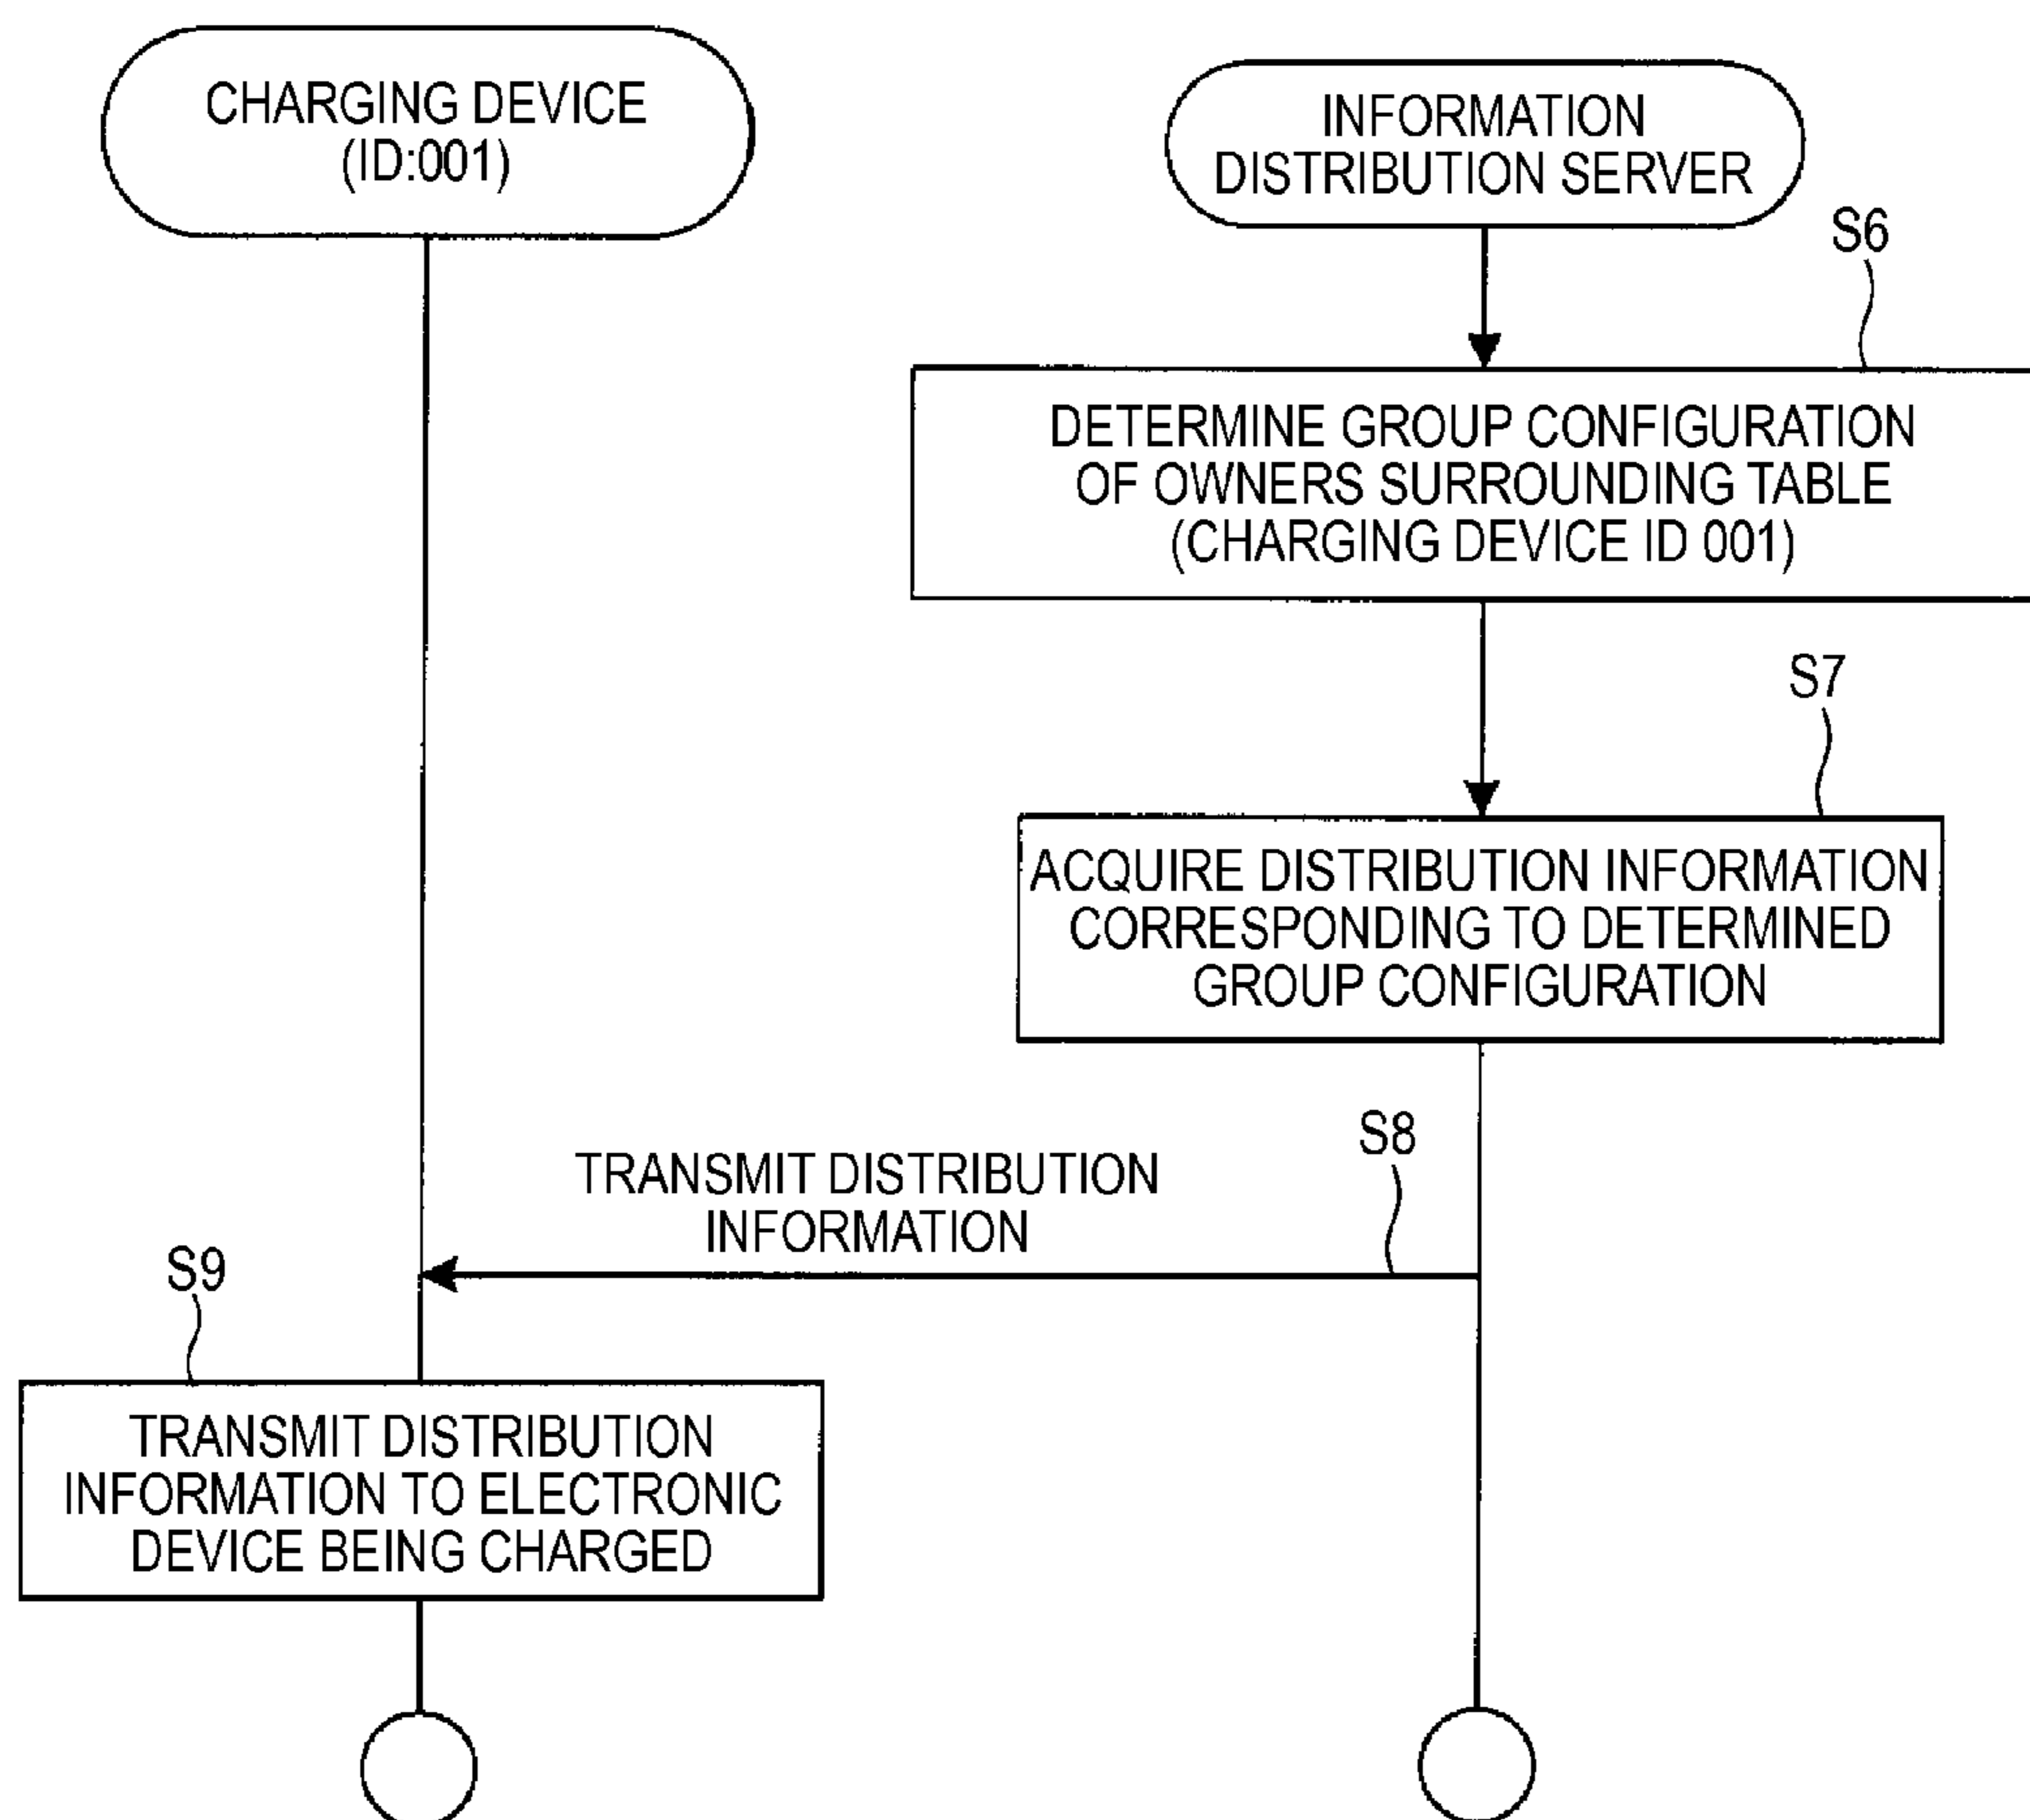 CHARGING DEVICE
(ID:001)
INFORMATION
DISTRIBUTION SERVER
S6
DETERMINE GROUP CONFIGURATION
OF OWNERS SURROUNDING TABLE
(CHARGING DEVICE ID 001)
S7
ACQUIRE DISTRIBUTION INFORMATION
CORRESPONDING TO DETERMINED
GROUP CONFIGURATION
S8
TRANSMIT DISTRIBUTION
INFORMATION
S9
TRANSMIT DISTRIBUTION
INFORMATION TO ELECTRONIC
DEVICE BEING CHARGED